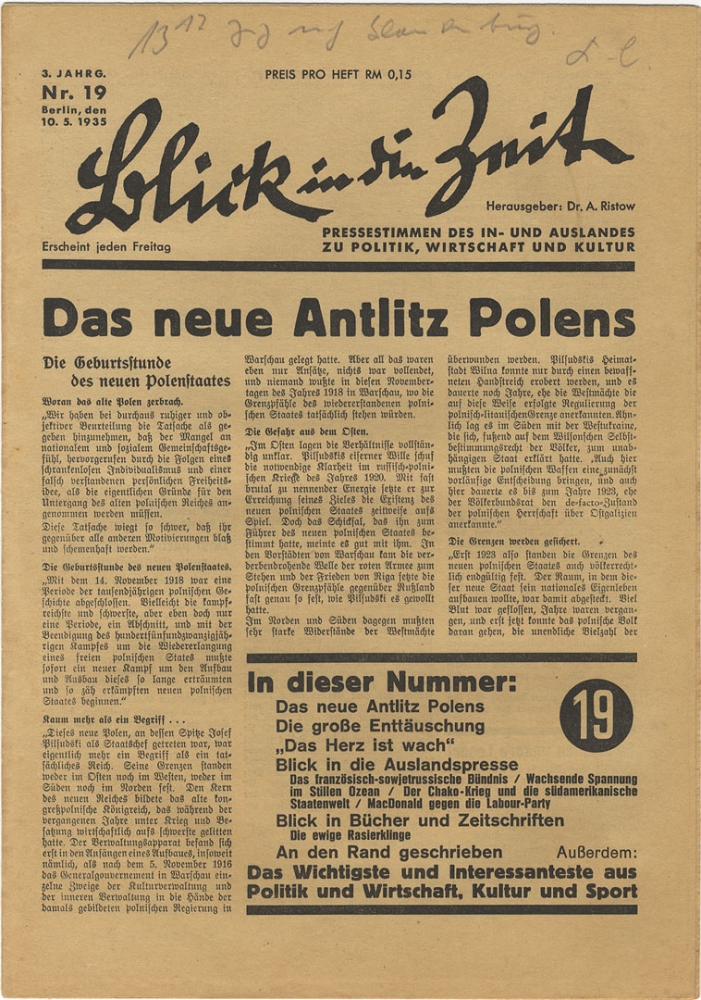 3. JAHRG.
Nr. 19
Berlin, den
10. 5. 1935
PREIS PRO HEFT RM 0,15
Blick in die Zeit
Herausgeber: Dr. A. Ristow
Erscheint jeden Freitag
PRESSESTIMMEN DES IN- UND AUSLANDES
ZU POLITIK, WIRTSCHAFT UND KULTUR
Das neue Antlitz Polens
Die Geburtsstunde
des neuen Polenstaates
Woran das alte Polen zerbrach.
„Wir haben bei durchaus ruhiger und ob-
jektiver Beurteilung die Tatsache als ge-
geben hinzunehmen, daß der Mangel an
nationalem und sozialem Gemeinschaftsge-
fühl, hervorgerufen durch die Folgen eines
schrankenlosen Individualismus und einer
falsch verstandenen persönlichen Freiheits-
idee, als die eigentlichen Gründe für den
Untergang des alten polnischen Reichs an-
genommen werden müssen.
Diese Tatsache wiegt so schwer, daß ihr
gegenüber alle anderen Motivierungen blaß
und schemenhaft werden.“
Die Geburtsstunde des neuen Polenstaates.
„Mit dem 14. November 1918 war eine
Periode der tausendjährigen polnischen Ge-
schichte abgeschlossen. Vielleicht die kampf-
reichste und schwerste, aber eben doch nur
eine Periode, ein Abschnitt, und mit der
Beendigung des hundertfünfundzwanzigjäh-
rigen Kampfes um die Wiedererlangung
eines freien polnischen States mußte
sofort ein neuer Kampf um den Aufbau
und Ausbau dieses so lange erträumten
und so zäh erkämpften neuen polnischen
Staates beginnen.“
Kaum mehr als ein Begriff . . .
„Dieses neue Polen, an dessen Spitze Josef
Pilsudski als Staatschef getreten war, war
eigentlich mehr ein Begriff als ein tat-
sächliches Reich. Seine Grenzen standen
weder im Osten noch im Westen, weder im
Süden noch im Norden fest. Den Kern
des neuen Reiches bildete das alte kon-
greßpolnische Königreich, das während der
vergangenen Jahre unter Krieg und Be-
satzung wirtschaftlich aufs schwerste gelitten
hatte. Der Verwaltungsapparat befand sich
erst in den Anfängen eines Aufbaues, insoweit
nämlich, als nach dem 5. November 1916
das Generalgouvernement in Warschau ein-
zelne Zweige der Kulturverwaltung und
der inneren Verwaltung in die Hände der
damals gebildeten polnischen Regierung in
Warschau gelegt hatte. Aber all das waren
eben nur Ansätze, nichts war vollendet,
und niemand wußte in diesen November-
tagen des Jahres 1918 in Warschau, wo die
Grenzpfähle des wiedererstandenen polni-
schen Staates tatsächlich stehen würden.
Die Gefahr aus dem Osten.
„Im Osten lagen die Verhältnisse vollstän-
dig unklar. Pilsudskis eiserner Wille schuf
die notwendige Klarheit im russisch-polni-
schen Kriege des Jahres 1920. Mit fast
brutal zu nennender Energie setzte er zur
Erreichung seines Zieles die Existenz des
neuen polnischen Staates zeitweise aufs
Spiel. Doch das Schicksal, das ihn zum
Führer des neuen polnischen Staates be-
stimmt hatte, meinte es gut mit ihm. In
den Vorstädten von Warschau kam die ver-
derbendrohende Welle der roten Armee zum
Stehen und der Frieden von Riga setzte die
polnischen Grenzpfähle gegenüber Rußland
fast genau so fest, wie Pilsudski es gewollt
hatte.
Im Norden und Süden dagegen mußten
sehr starke Widerstände der Westmächte
überwunden werden. Pilsudskis Heimat-
stadt Wilna konnte nur durch einen bewaff-
neten Handstreich erobert werden, und es
dauerte noch Jahre, ehe die Westmächte die
auf diese Weise erfolgte Regulierung der
polnisch-litauischen Grenze anerkannten. Ähn-
lich lag es im Süden mit der Westukraine,
die sich, fußend auf dem Wilsonschen Selbst-
bestimmungsrecht der Völker, zum unab-
hängigen Staat erklärt hatte. „Auch hier
mußten die polnischen Waffen eine zunächst
vorläufige Entscheidung bringen, und auch
hier dauerte es bis zum Jahre 1923, ehe
der Völkerbundsrat den de-facto-Zustand
der polnischen Herrschaft über Ostgalizien
anerkannte.“
Die Grenzen werden gesichert.
„Erst 1923 also standen die Grenzen des
neuen polnischen Staates auch völkerrecht-
lich endgültig fest. Der Raum, in dem die-
ser neue Staat sein nationales Eigenleben
aufbauen wollte, war damit abgesteckt. Viel
Blut war geflossen, Jahre waren vergan-
gen, und erst jetzt konnte das polnische Volk
daran gehen, die unendliche Vielzahl der
In dieser Nummer:
19
Das neue Antlitz Polens
Die große Enttäuschung
„Das Herz ist wach“
Blick in die Auslandspresse
Das französisch-sowjetrussische Bündnis / Wachsende Spannung
im Stillen Ozean / Der Chako-Krieg und die südamerikanische
Staatenwelt / MacDonald gegen die Labour-Party
Blick in Bücher und Zeitschriften
Die ewige Rasierklinge
An den Rand geschrieben Außerdem:
Das Wichtigste und Interessanteste aus
Politik und Wirtschaft, Kultur und Sport